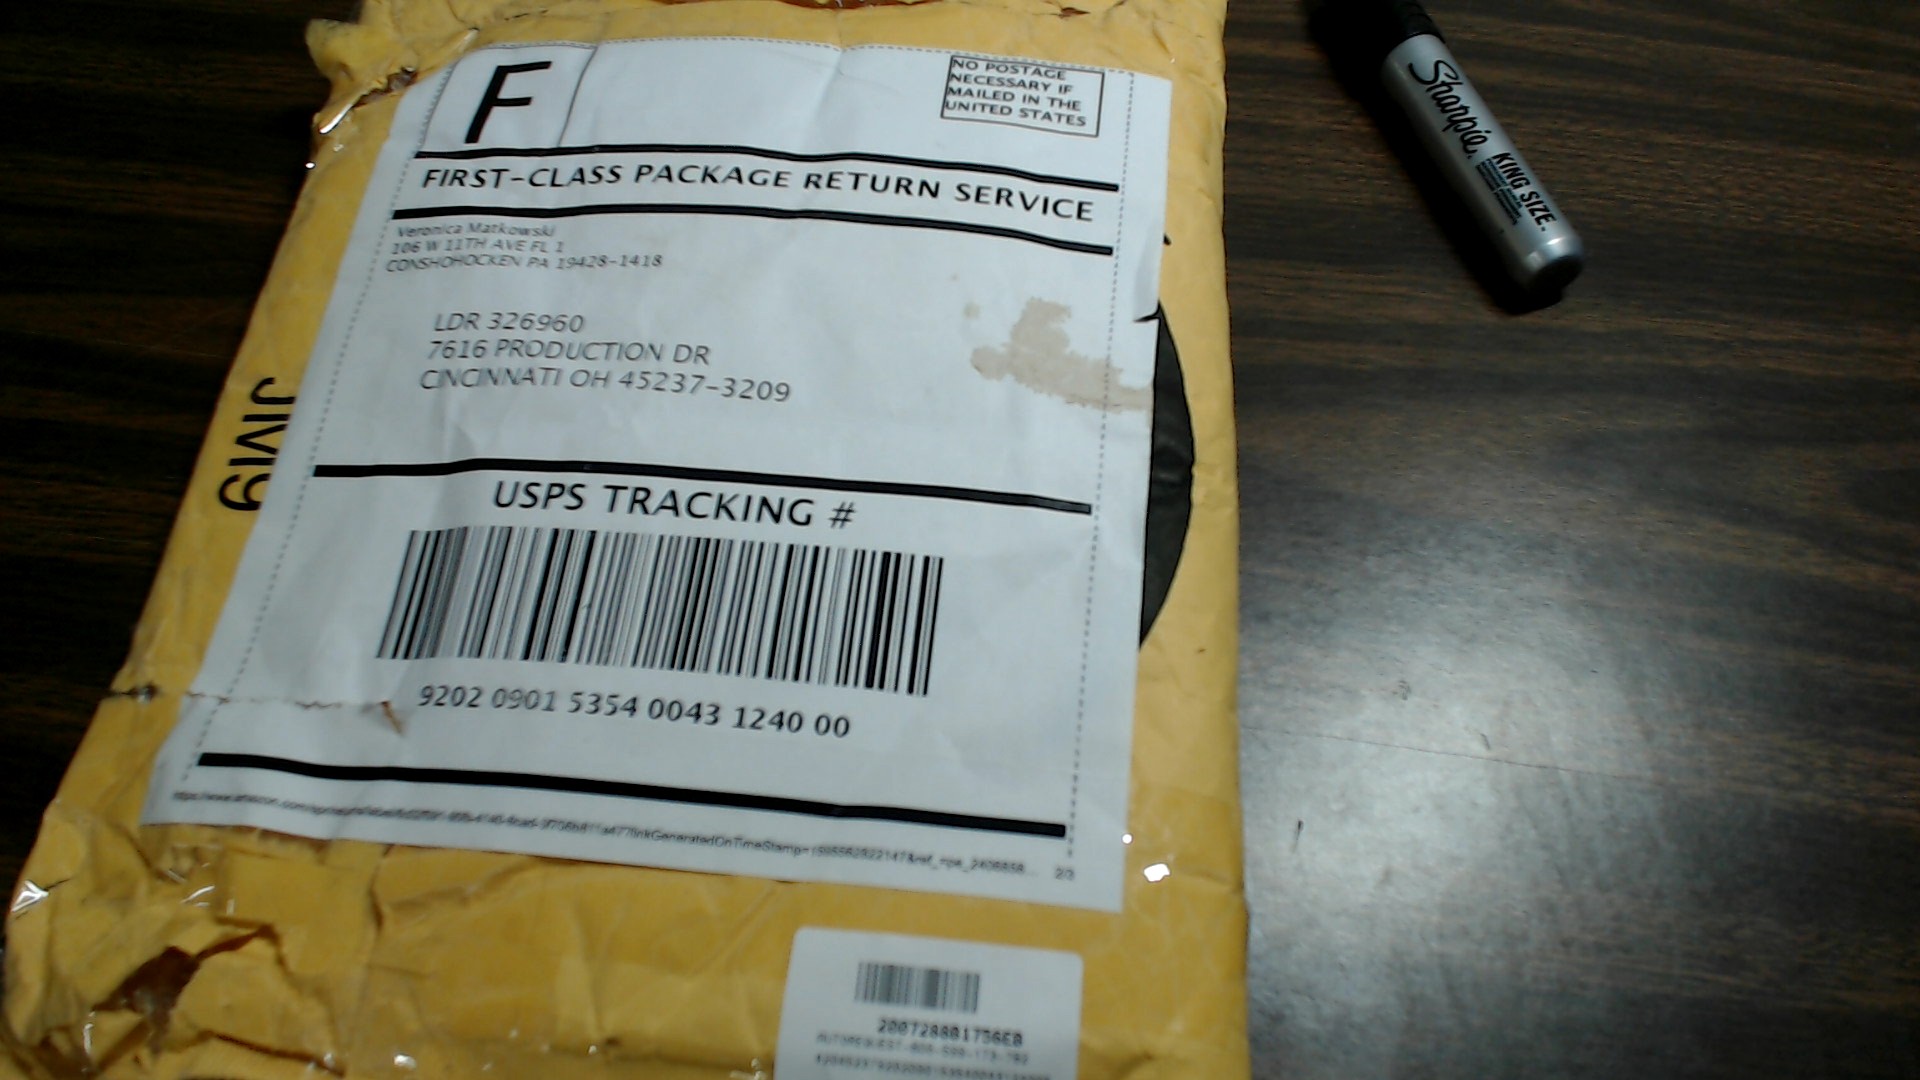 F
NO POSTAGE
NECESSARY IF
MAILED IN THE
UNITED STATES
FIRST-CLASS PACKAGE RETURN SERVICE
Veronica Matkowski
106 W 11TH AVE FL 1
CONSHOHOCKEN PA 19428-1418
LDR 326960
7616 PRODUCTION DR
CINCINNATI OH 45237-3209
JIM9
USPS TRACKING #
9202 0901 5354 0043 1240 00
2/3
Sharpie.
KING SIZE.